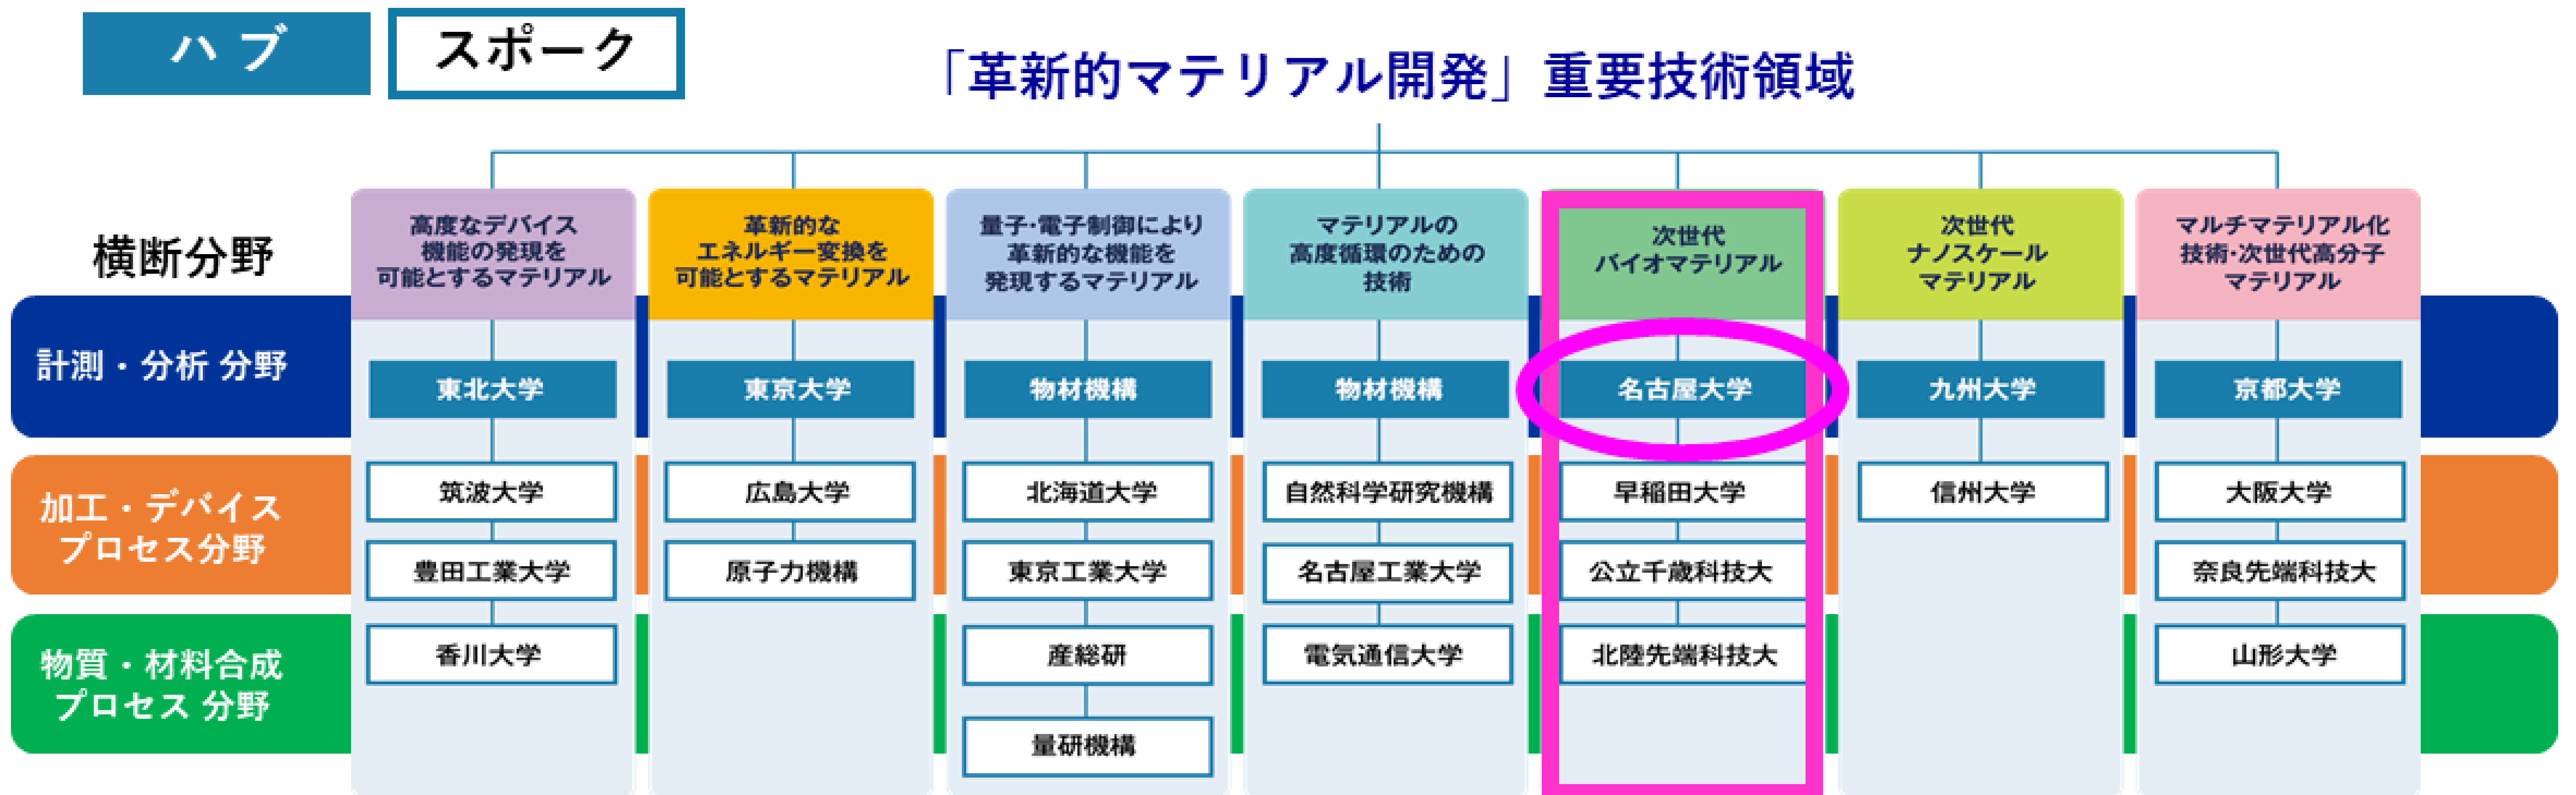 ハブ
スポーク
「革新的マテリアル開発」重要技術領域
横断分野
計測・分析 分野
加工・デバイス
プロセス分野
物質・材料合成
プロセス 分野
高度なデバイス
機能の発現を
可能とするマテリアル
東北大学
筑波大学
豊田工業大学
香川大学
革新的な
エネルギー変換を
可能とするマテリアル
東京大学
広島大学
原子力機構
量子・電子制御により
革新的な機能を
発現するマテリアル
物材機構
北海道大学
東京工業大学
産総研
量研機構
マテリアルの
高度循環のための
技術
物材機構
自然科学研究機構
名古屋工業大学
電気通信大学
次世代
バイオマテリアル
名古屋大学
早稲田大学
公立千歳科技大
北陸先端科技大
次世代
ナノスケール
マテリアル
九州大学
信州大学
マルチマテリアル化
技術・次世代高分子
マテリアル
京都大学
大阪大学
奈良先端科技大
山形大学